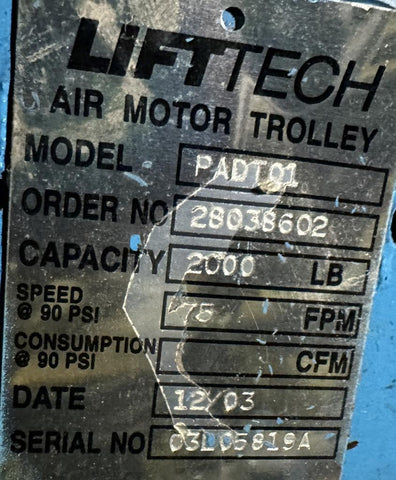 LIFTTECH
AIR MOTOR TROLLEY
MODEL PADT01
ORDER NO 28038602
CAPACITY 2000 LB
SPEED @ 90 PSI 75 FPM
CONSUMPTION @ 90 PSI CFM
DATE 12/03
SERIAL NO 03L05819A